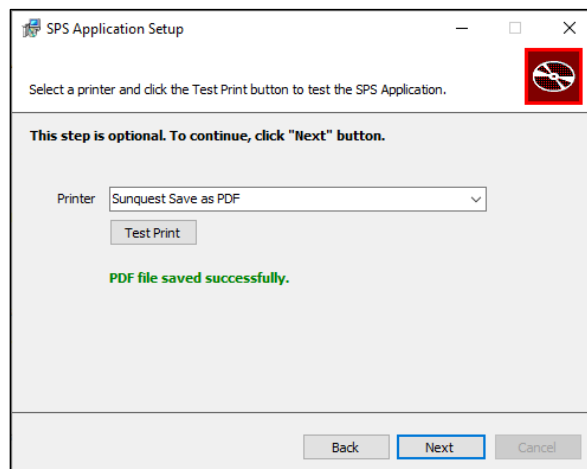 SPS Application Setup
Select a printer and click the Test Print button to test the SPS Application.
This step is optional. To continue, click "Next" button.
Printer Sunquest Save as PDF
Test Print
PDF file saved successfully.
Back Next Cancel